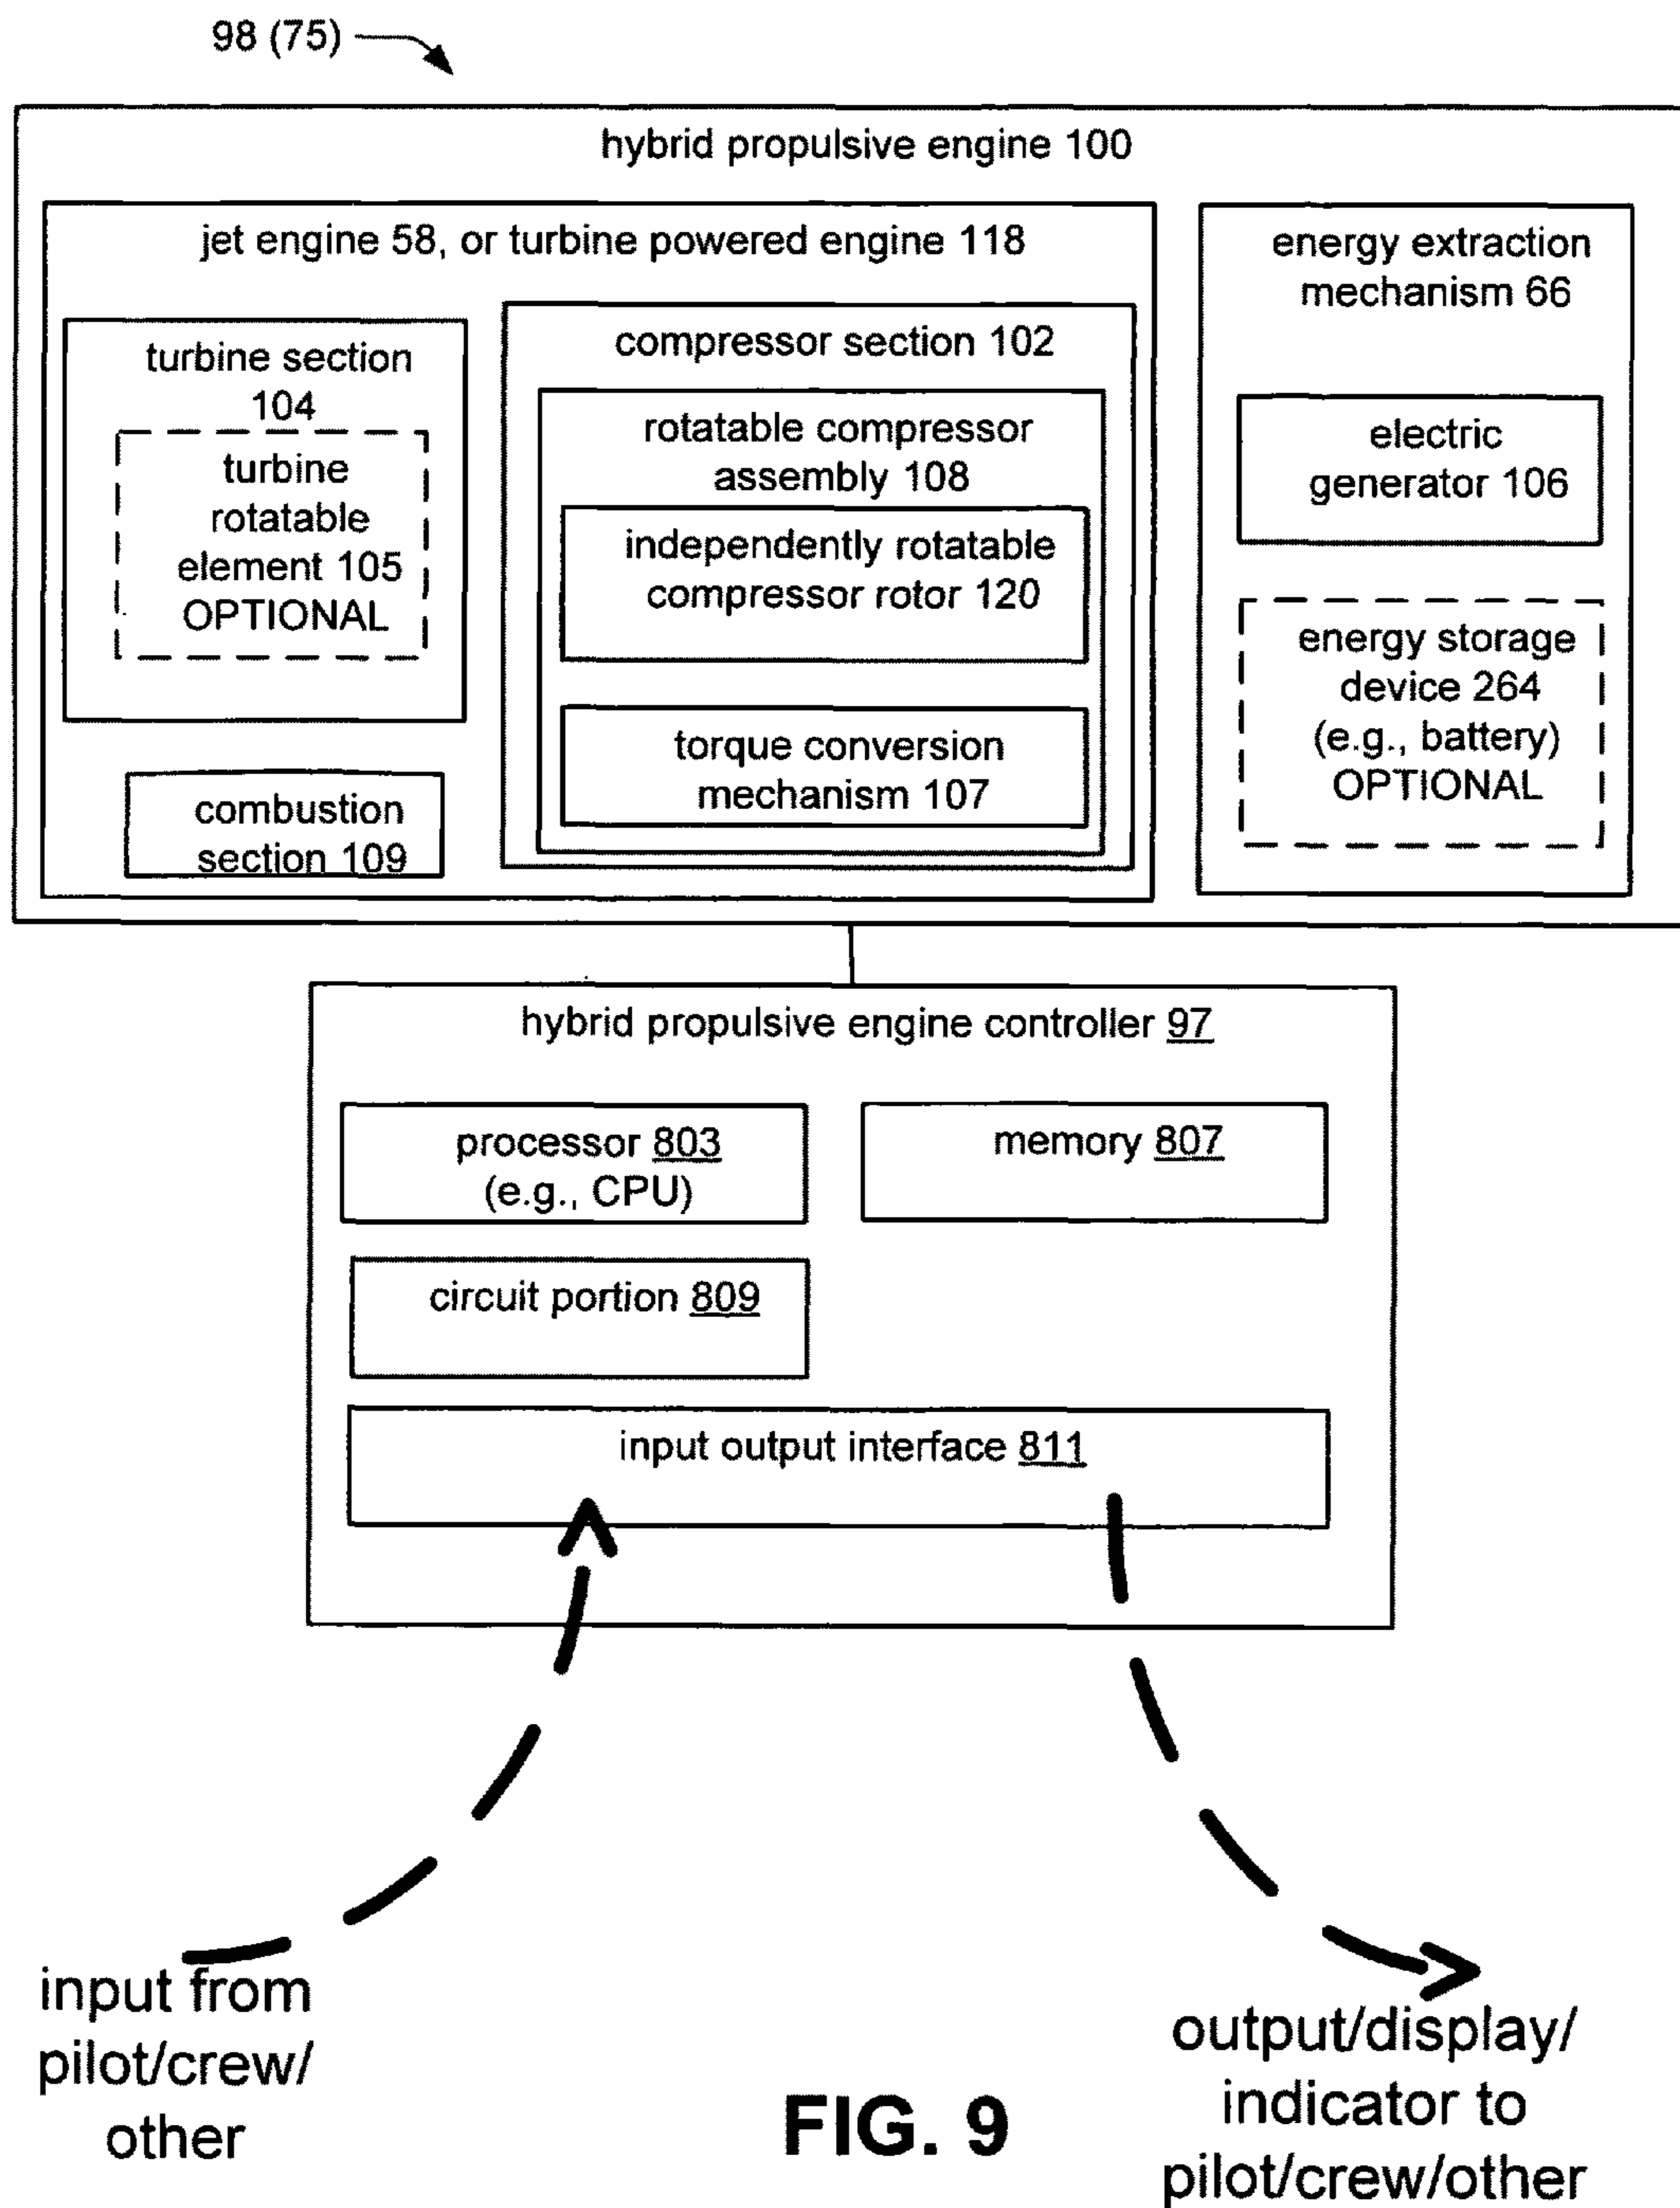 98 (75)
hybrid propulsive engine 100
jet engine 58, or turbine powered engine 118
turbine section
104
turbine
rotatable
element 105
OPTIONAL
combustion
section 109
compressor section 102
rotatable compressor
assembly 108
independently rotatable
compressor rotor 120
torque conversion
mechanism 107
energy extraction
mechanism 66
electric
generator 106
energy storage
device 264
(e.g., battery)
OPTIONAL
hybrid propulsive engine controller 97
processor 803
(e.g., CPU)
memory 807
circuit portion 809
input output interface 811
input from
pilot/crew/
other
output/display/
indicator to
pilot/crew/other
FIG. 9